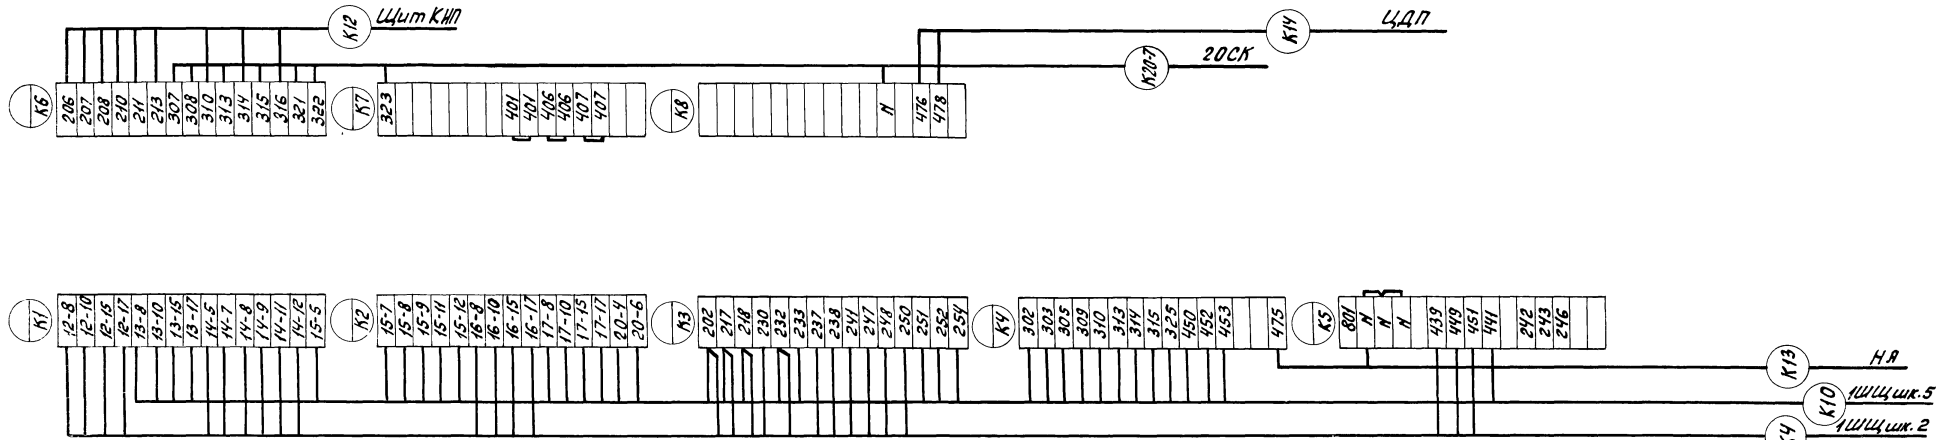 К12 Щит КИП
К14 ЦДП
К20-7 20СК
К6 206 207 208 210 211 213 307 308 310 313 314 315 316 321 322
К7 323 401 401 406 406 407 407
К8 N 476 478
К1 12-8 12-10 12-15 12-17 13-8 13-10 13-15 13-17 14-5 14-7 14-8 14-9 14-11 14-12 15-5
К2 15-7 15-8 15-9 15-11 15-12 16-8 16-10 16-15 16-17 17-8 17-10 17-15 17-17 20-4 20-6
К3 202 217 218 230 232 233 237 238 241 247 248 250 251 252 254
К4 302 303 305 309 310 313 314 315 325 450 452 453 475
К5 801 N N N 439 449 451 441 242 243 246
К13 НА
К10 1ШЩ шк.5
К4 1ШЩ шк.2